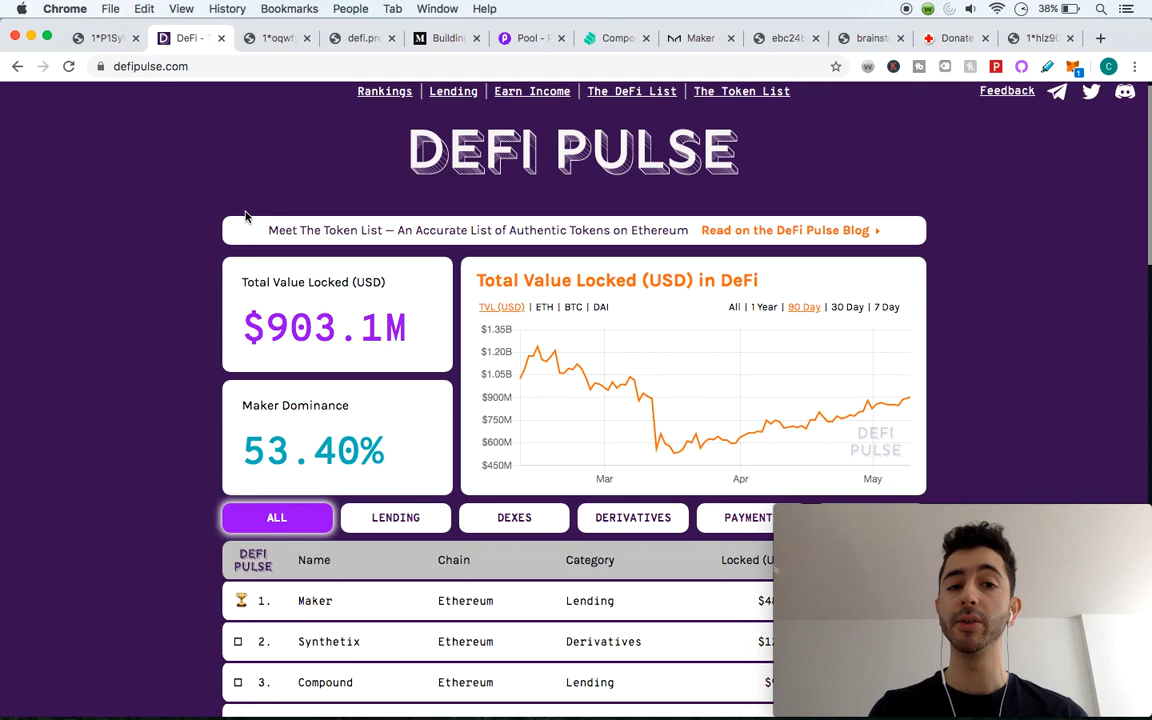 Chrome File Edit View History Bookmarks People Tab Window Help 38%
1*P1Sy DeFi - 1*oqwf defi.pn Building Pool - P Compo Maker - ebc24b brainst Donate 1*hlz90
defipulse.com
Rankings | Lending | Earn Income | The DeFi List | The Token List
Feedback
DEFI PULSE
Meet The Token List — An Accurate List of Authentic Tokens on Ethereum Read on the DeFi Pulse Blog
Total Value Locked (USD)
$903.1M
Maker Dominance
53.40%
Total Value Locked (USD) in DeFi
TVL (USD) | ETH | BTC | DAI
All | 1 Year | 90 Day | 30 Day | 7 Day
$1.35B
$1.20B
$1.05B
$900M
$750M
$600M
$450M
Mar Apr May
DEFI
PULSE
ALL LENDING DEXES DERIVATIVES PAYMENT
DEFI
PULSE
Name Chain Category Locked (U
1. Maker Ethereum Lending $48
2. Synthetix Ethereum Derivatives $12
3. Compound Ethereum Lending